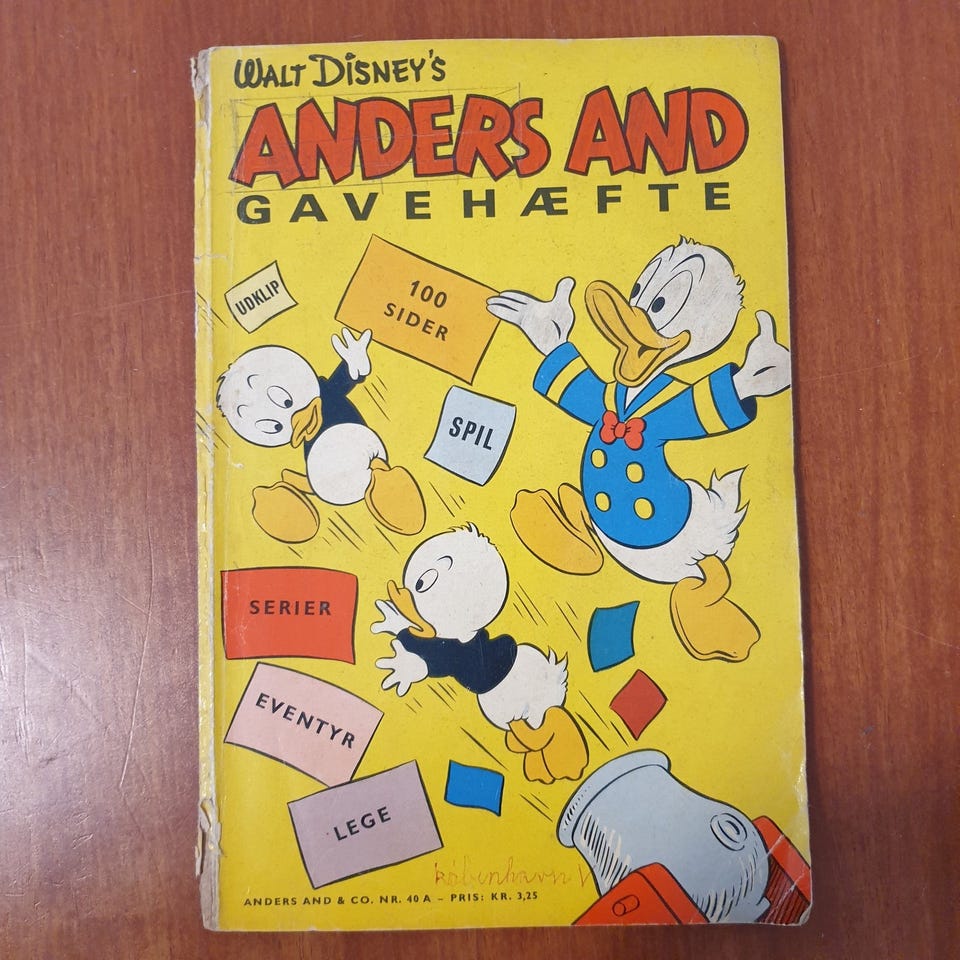 WALT DISNEY'S
ANDERS AND
GAVEHÆFTE
UDKLIP
100
SIDER
SPIL
SERIER
EVENTYR
LEGE
københavn V
ANDERS AND & CO. NR. 40 A - PRIS: KR. 3,25